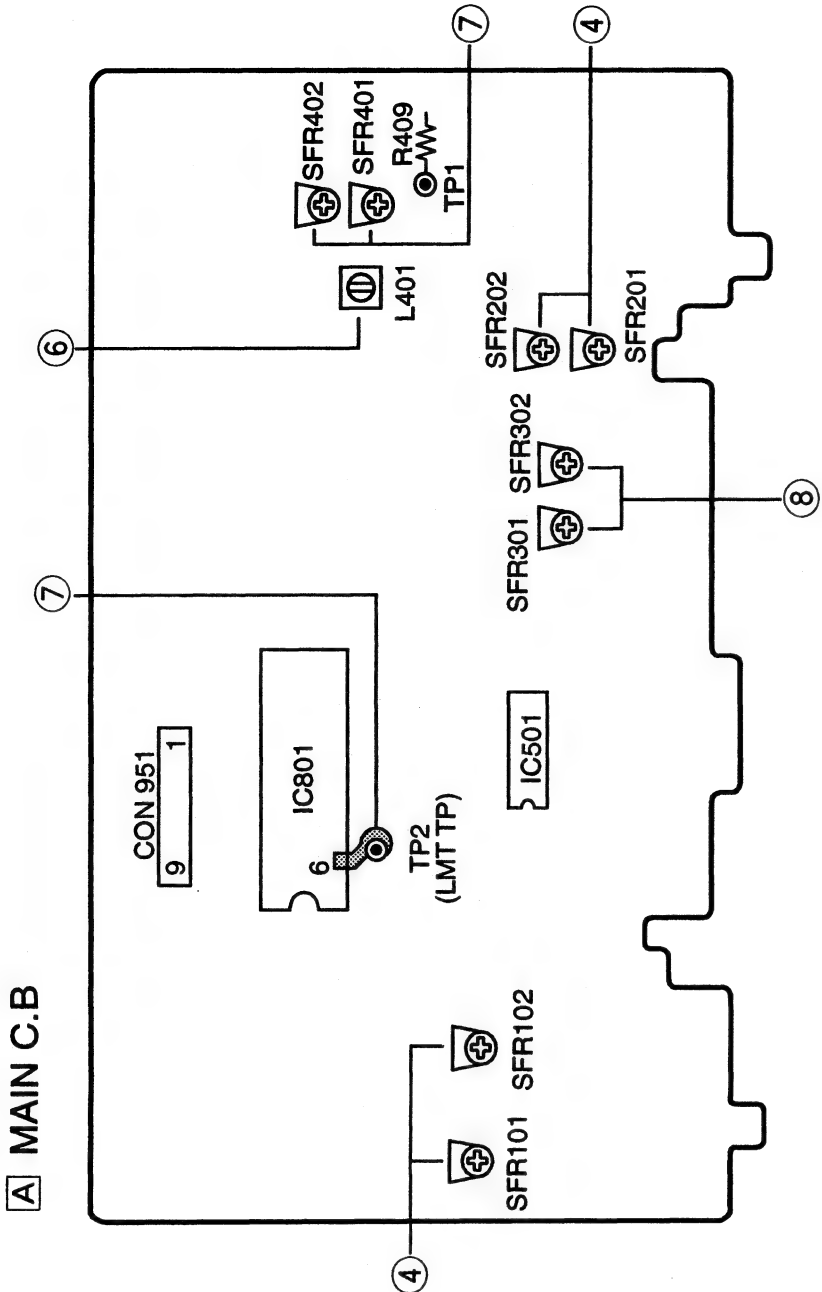 A MAIN C.B
4
7
6
7
CON 951
9 1
IC801
6
TP2
(LMT TP)
L401
SFR402
SFR401
R409
TP1
SFR101
SFR102
IC501
SFR301
SFR302
SFR202
SFR201
4
8